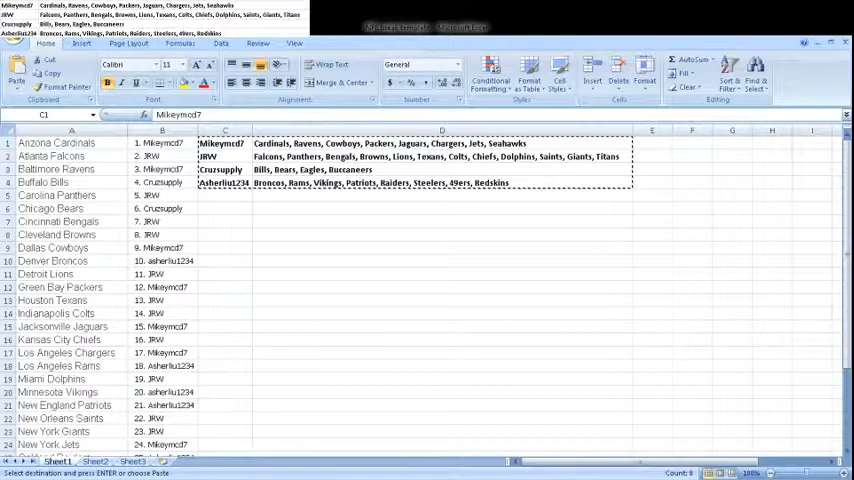 Mikeymcd7 Cardinals, Ravens, Cowboys, Packers, Jaguars, Chargers, Jets, Seahawks
JRW Falcons, Panthers, Bengals, Browns, Lions, Texans, Colts, Chiefs, Dolphins, Saints, Giants, Titans
Cruzsupply Bills, Bears, Eagles, Buccaneers
Asherliu1234 Broncos, Rams, Vikings, Patriots, Raiders, Steelers, 49ers, Redskins
Microsoft Excel
Home Insert Page Layout Formulas Data Review View
Cut
Copy
Format Painter
Paste
Clipboard
Calibri 11
B I U
Font
Wrap Text
Merge & Center
Alignment
General
$ % ,
Number
Conditional Formatting
Format as Table
Cell Styles
Styles
Insert Delete Format
Cells
AutoSum
Fill
Clear
Sort & Filter
Find & Select
Editing
C1 fx Mikeymcd7
A B C D E F G H I
1 Arizona Cardinals 1. Mikeymcd7 Mikeymcd7 Cardinals, Ravens, Cowboys, Packers, Jaguars, Chargers, Jets, Seahawks
2 Atlanta Falcons 2. JRW JRW Falcons, Panthers, Bengals, Browns, Lions, Texans, Colts, Chiefs, Dolphins, Saints, Giants, Titans
3 Baltimore Ravens 3. Mikeymcd7 Cruzsupply Bills, Bears, Eagles, Buccaneers
4 Buffalo Bills 4. Cruzsupply Asherliu1234 Broncos, Rams, Vikings, Patriots, Raiders, Steelers, 49ers, Redskins
5 Carolina Panthers 5. JRW
6 Chicago Bears 6. Cruzsupply
7 Cincinnati Bengals 7. JRW
8 Cleveland Browns 8. JRW
9 Dallas Cowboys 9. Mikeymcd7
10 Denver Broncos 10. asherliu1234
11 Detroit Lions 11. JRW
12 Green Bay Packers 12. Mikeymcd7
13 Houston Texans 13. JRW
14 Indianapolis Colts 14. JRW
15 Jacksonville Jaguars 15. Mikeymcd7
16 Kansas City Chiefs 16. JRW
17 Los Angeles Chargers 17. Mikeymcd7
18 Los Angeles Rams 18. Asherliu1234
19 Miami Dolphins 19. JRW
20 Minnesota Vikings 20. asherliu1234
21 New England Patriots 21. Asherliu1234
22 New Orleans Saints 22. JRW
23 New York Giants 23. JRW
24 New York Jets 24. Mikeymcd7
Sheet1 Sheet2 Sheet3
Select destination and press ENTER or choose Paste Count: 8 100%